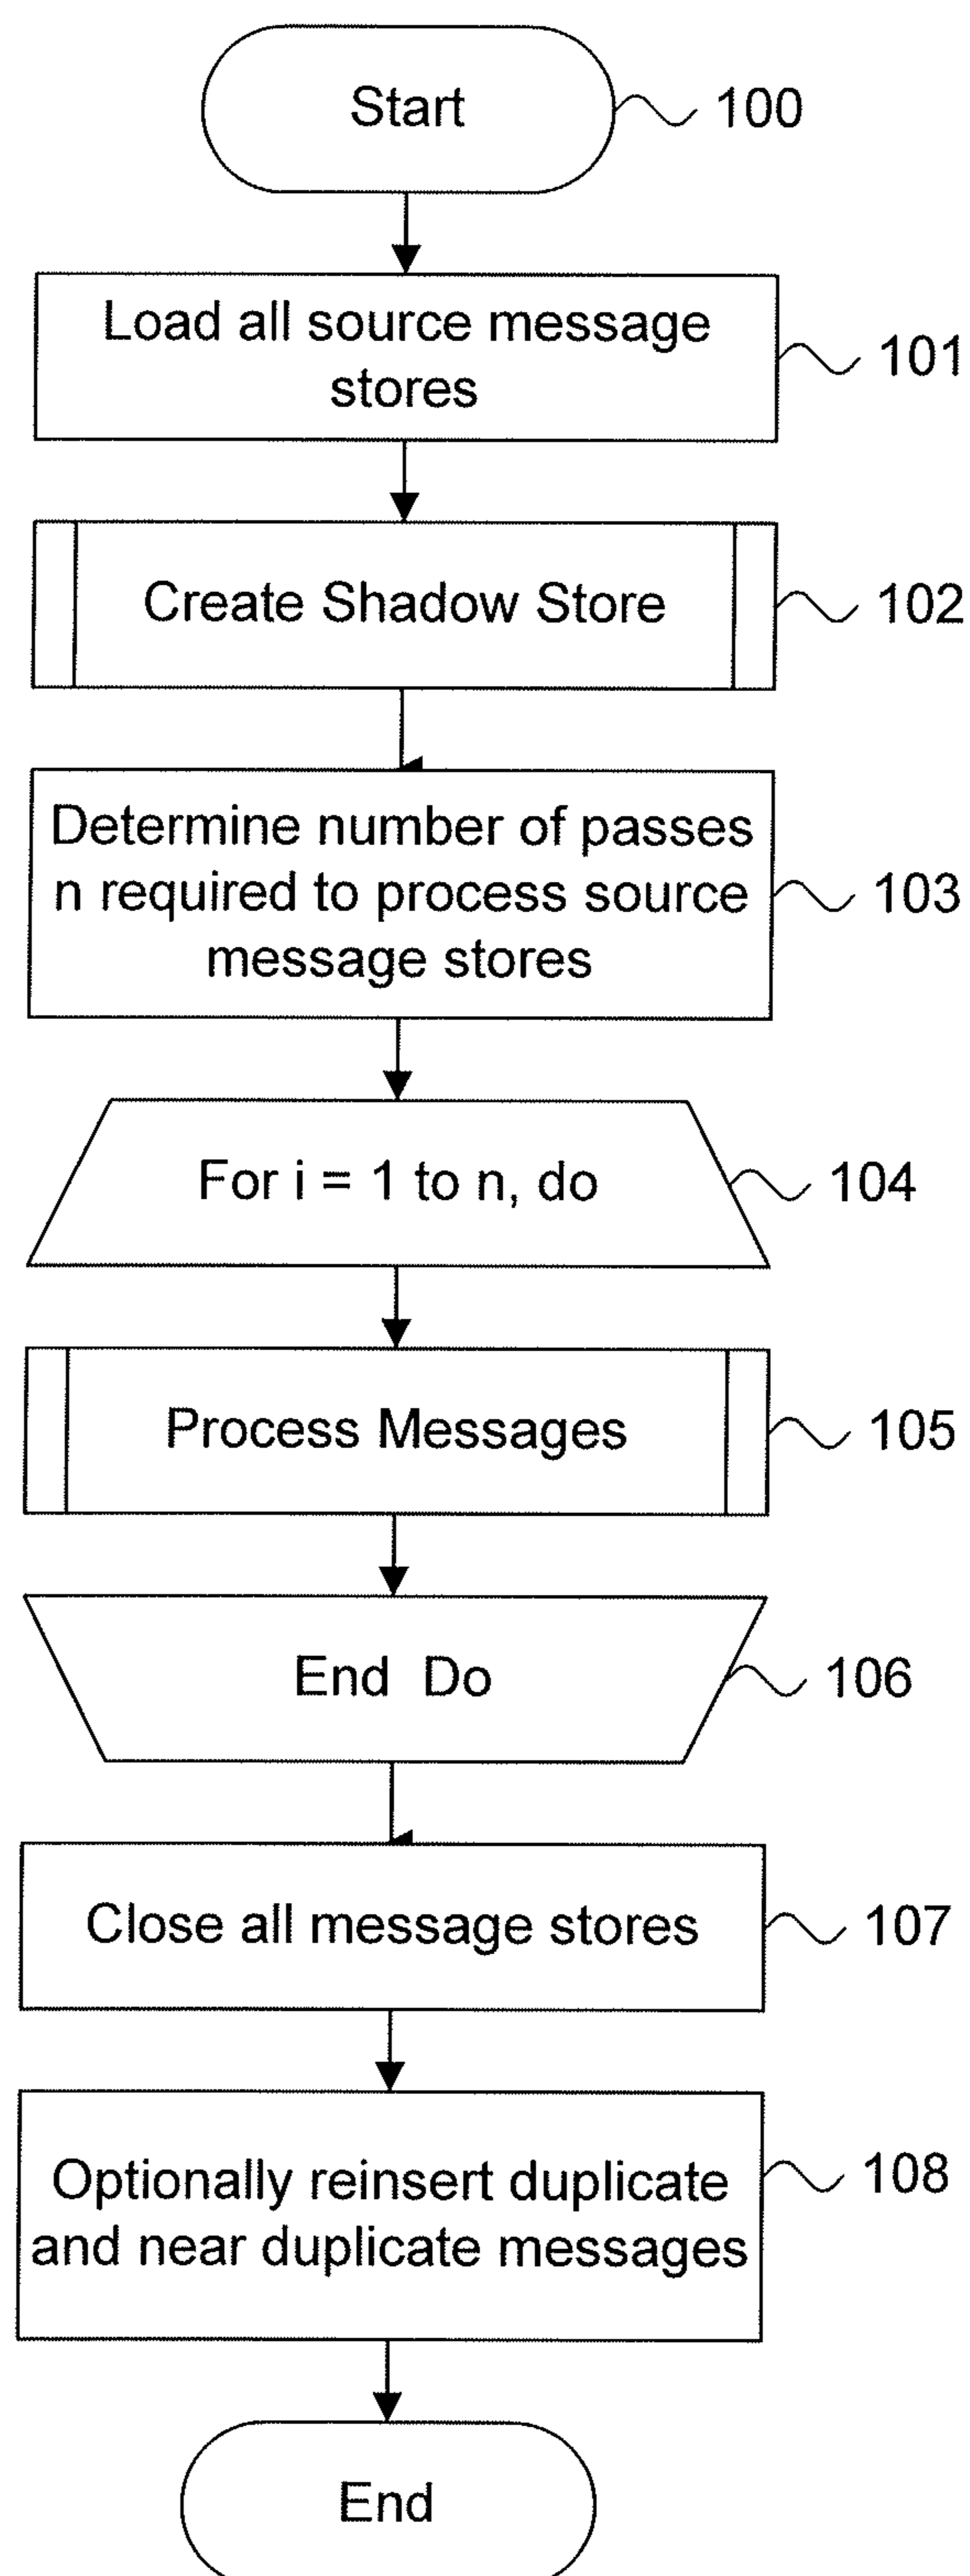 Start
100
Load all source message
stores
101
Create Shadow Store
102
Determine number of passes
n required to process source
message stores
103
For i = 1 to n, do
104
Process Messages
105
End Do
106
Close all message stores
107
Optionally reinsert duplicate
and near duplicate messages
108
End